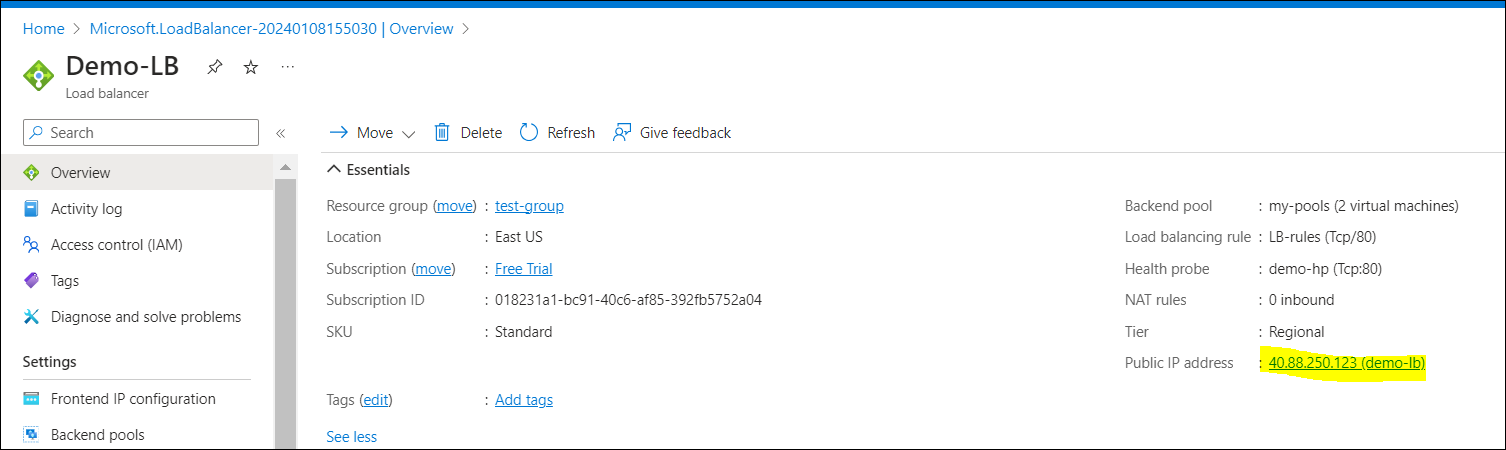 Home > Microsoft.LoadBalancer-20240108155030 | Overview >
Demo-LB ...
Load balancer
Search «
Overview
Activity log
Access control (IAM)
Tags
Diagnose and solve problems
Settings
Frontend IP configuration
Backend pools
Move Delete Refresh Give feedback
Essentials
Resource group (move) : test-group
Location : East US
Subscription (move) : Free Trial
Subscription ID : 018231a1-bc91-40c6-af85-392fb5752a04
SKU : Standard
Backend pool : my-pools (2 virtual machines)
Load balancing rule : LB-rules (Tcp/80)
Health probe : demo-hp (Tcp:80)
NAT rules : 0 inbound
Tier : Regional
Public IP address : 40.88.250.123 (demo-lb)
Tags (edit) : Add tags
See less